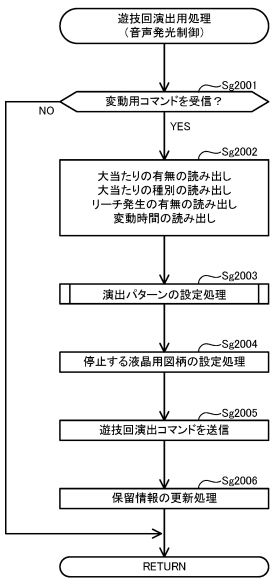 遊技回演出用処理
(音声発光制御)
Sg2001
変動用コマンドを受信？
NO
YES
Sg2002
大当たりの有無の読み出し
大当たりの種別の読み出し
リーチ発生の有無の読み出し
変動時間の読み出し
Sg2003
演出パターンの設定処理
Sg2004
停止する液晶用図柄の設定処理
Sg2005
遊技回演出コマンドを送信
Sg2006
保留情報の更新処理
RETURN